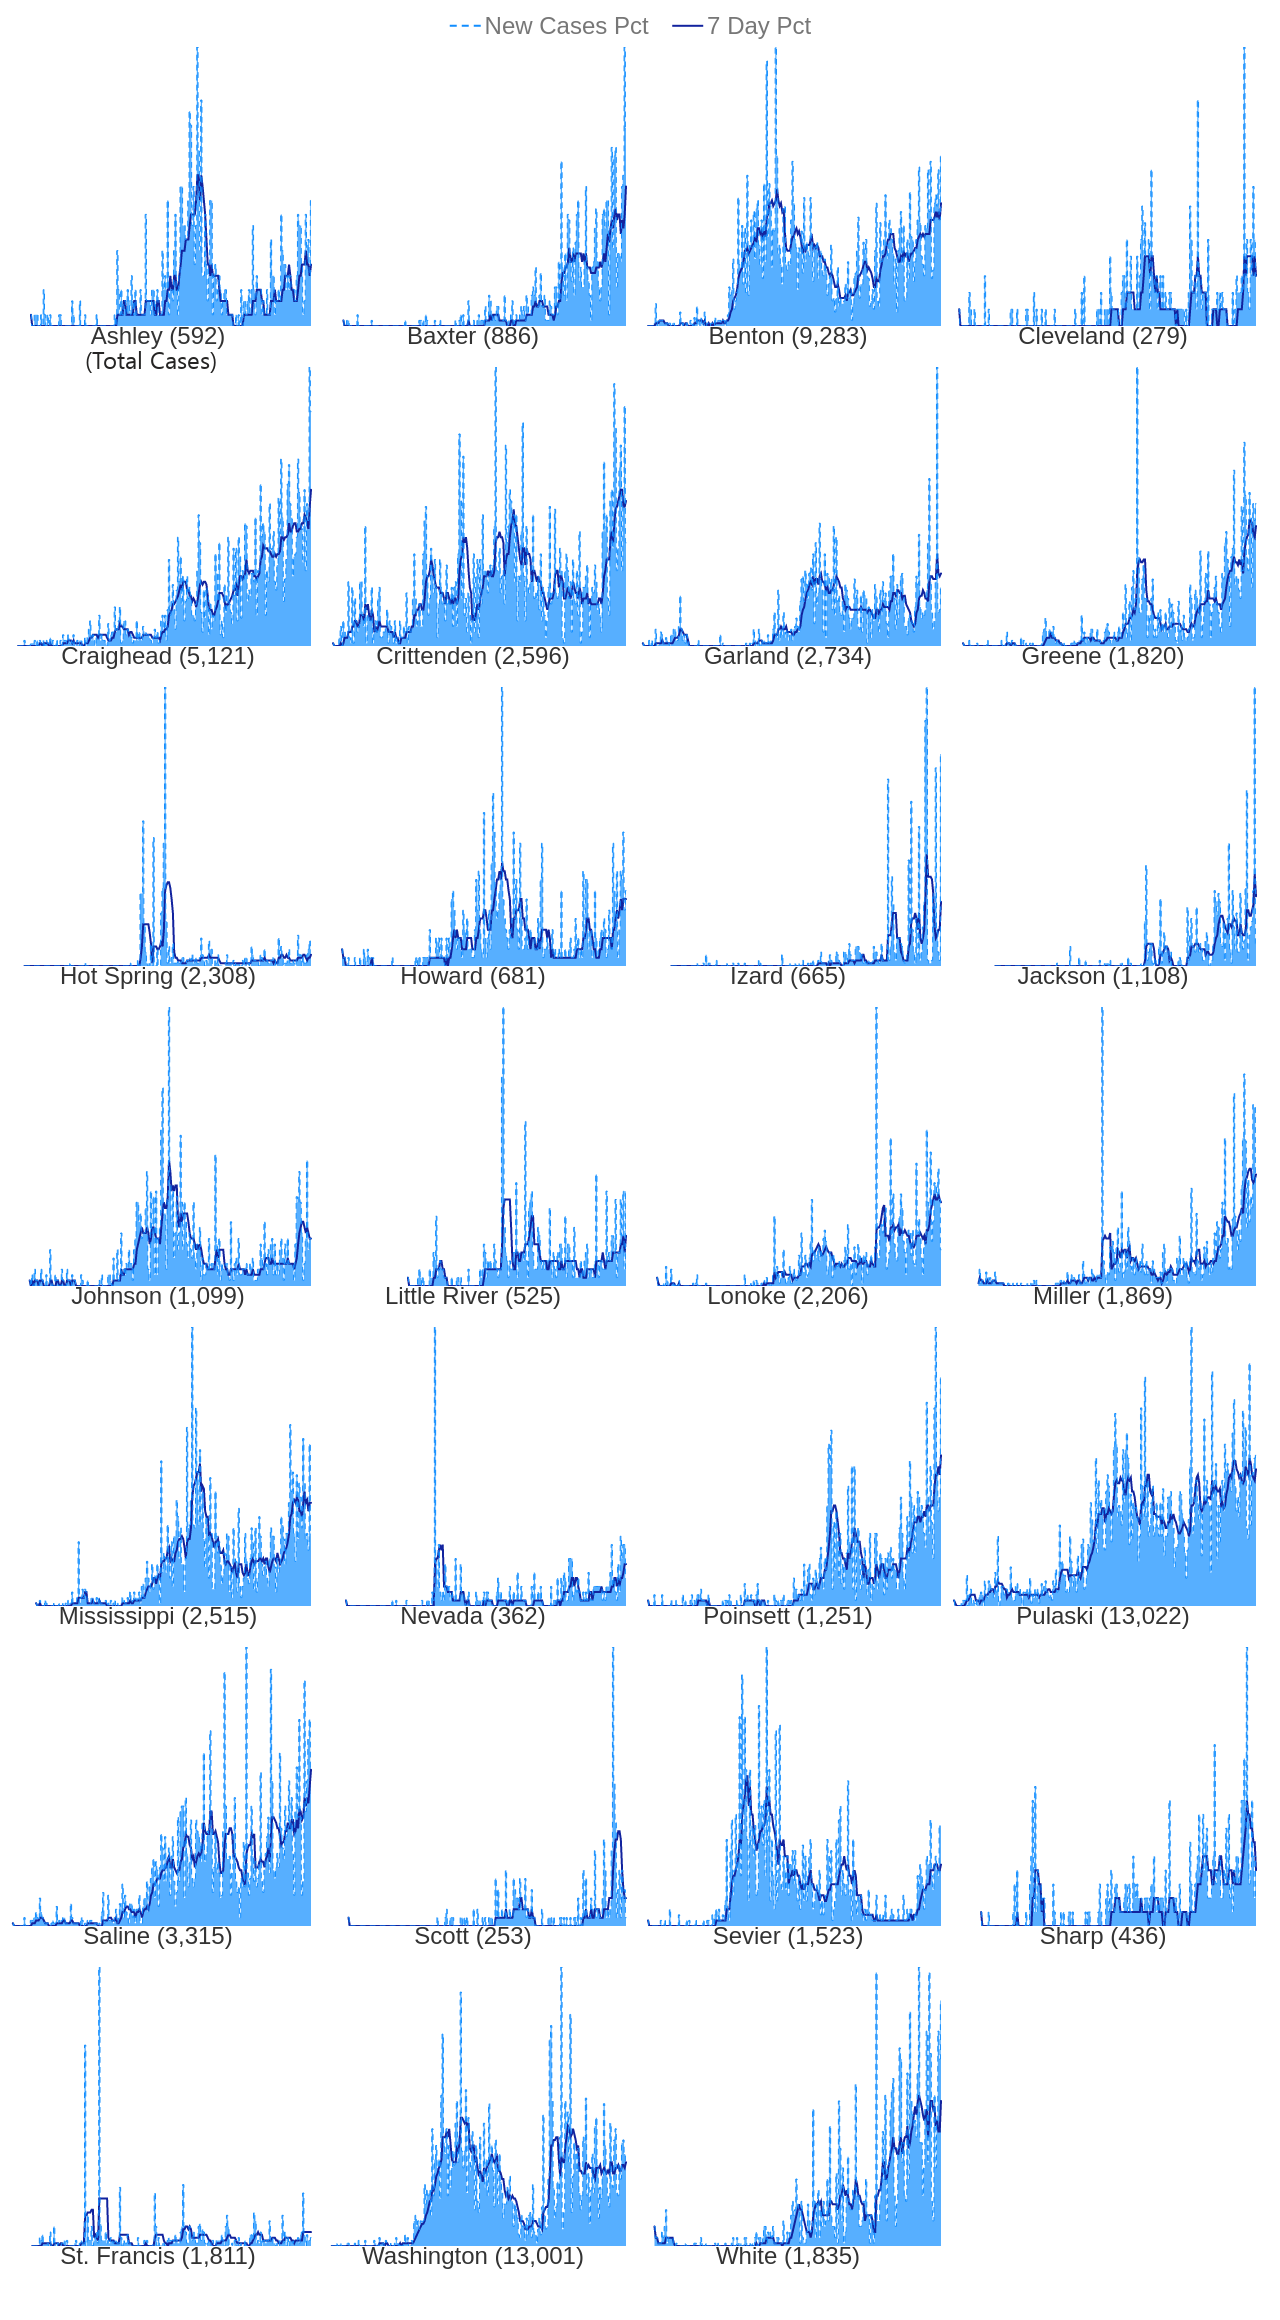 New Cases Pct 7 Day Pct
Ashley (592) Baxter (886) Benton (9,283) Cleveland (279)
(Total Cases)
Craighead (5,121) Crittenden (2,596) Garland (2,734) Greene (1,820)
Hot Spring (2,308) Howard (681) Izard (665) Jackson (1,108)
Johnson (1,099) Little River (525) Lonoke (2,206) Miller (1,869)
Mississippi (2,515) Nevada (362) Poinsett (1,251) Pulaski (13,022)
Saline (3,315) Scott (253) Sevier (1,523) Sharp (436)
St. Francis (1,811) Washington (13,001) White (1,835)